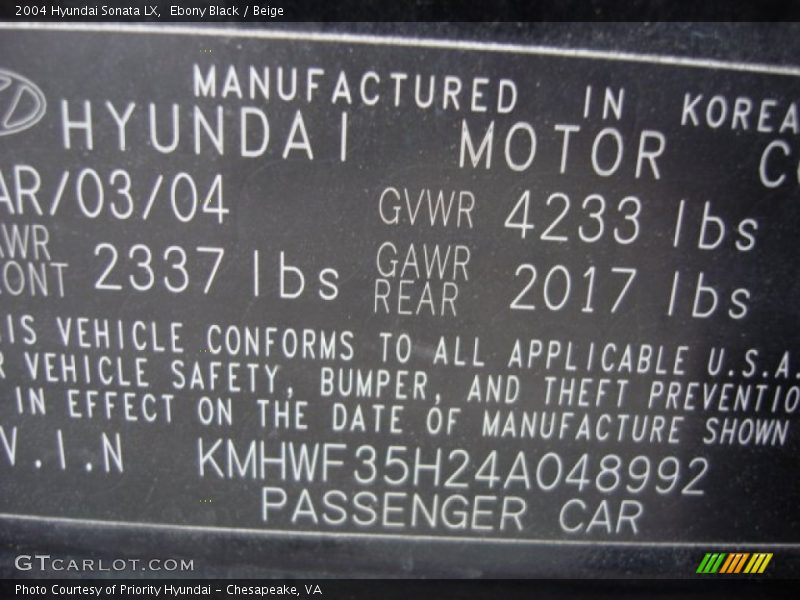 2004 Hyundai Sonata LX, Ebony Black / Beige
MANUFACTURED IN KOREA
HYUNDAI MOTOR CO
AR/03/04 GVWR 4233 lbs
AWR FRONT 2337 lbs GAWR REAR 2017 lbs
IS VEHICLE CONFORMS TO ALL APPLICABLE U.S.A.
R VEHICLE SAFETY, BUMPER, AND THEFT PREVENTIO
IN EFFECT ON THE DATE OF MANUFACTURE SHOWN
V.I.N KMHWF35H24A048992
PASSENGER CAR
GTCARLOT.COM
Photo Courtesy of Priority Hyundai - Chesapeake, VA